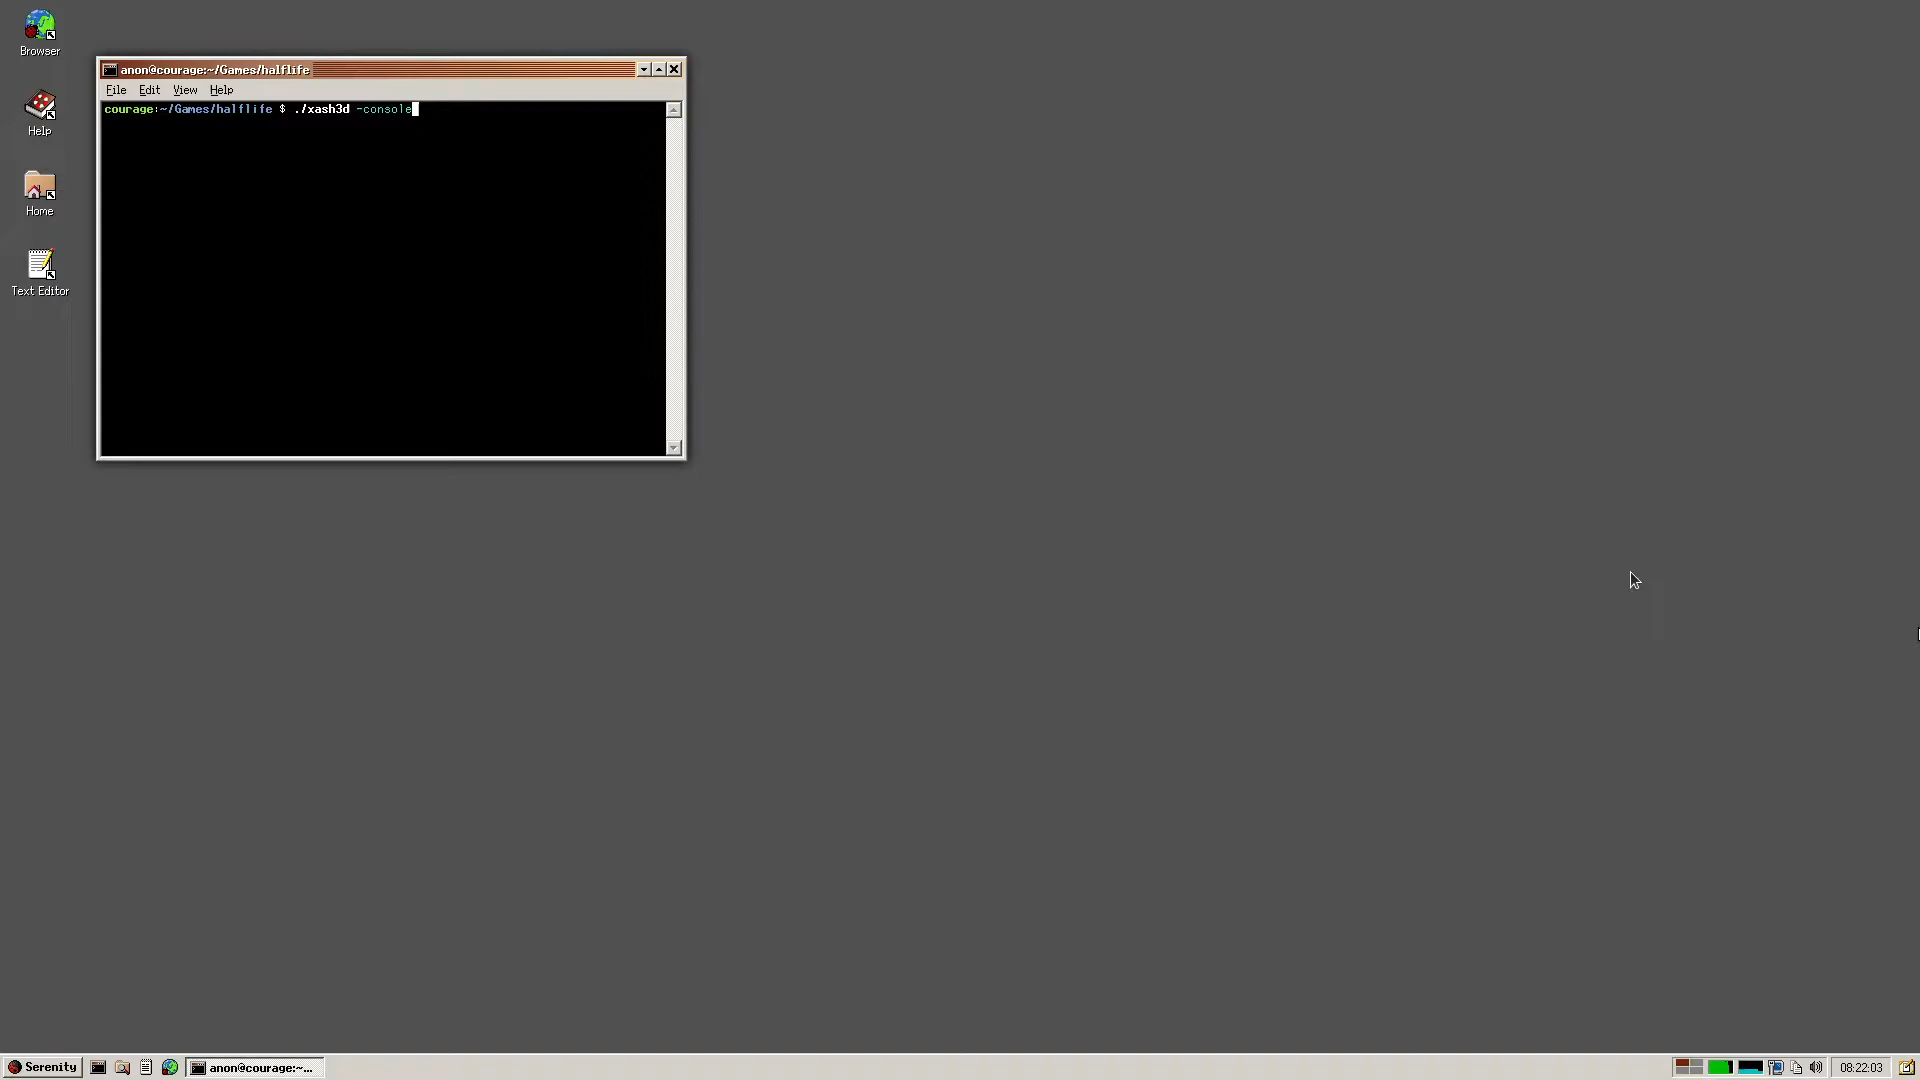 Browser
Help
Home
Text Editor
anon@courage:~/Games/halflife
File Edit View Help
courage:~/Games/halflife $ ./xash3d -console
Serenity
anon@courage:~...
08:22:03